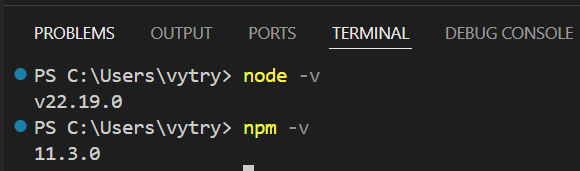 PROBLEMS OUTPUT PORTS TERMINAL DEBUG CONSOLE
PS C:\Users\vytry> node -v
v22.19.0
PS C:\Users\vytry> npm -v
11.3.0